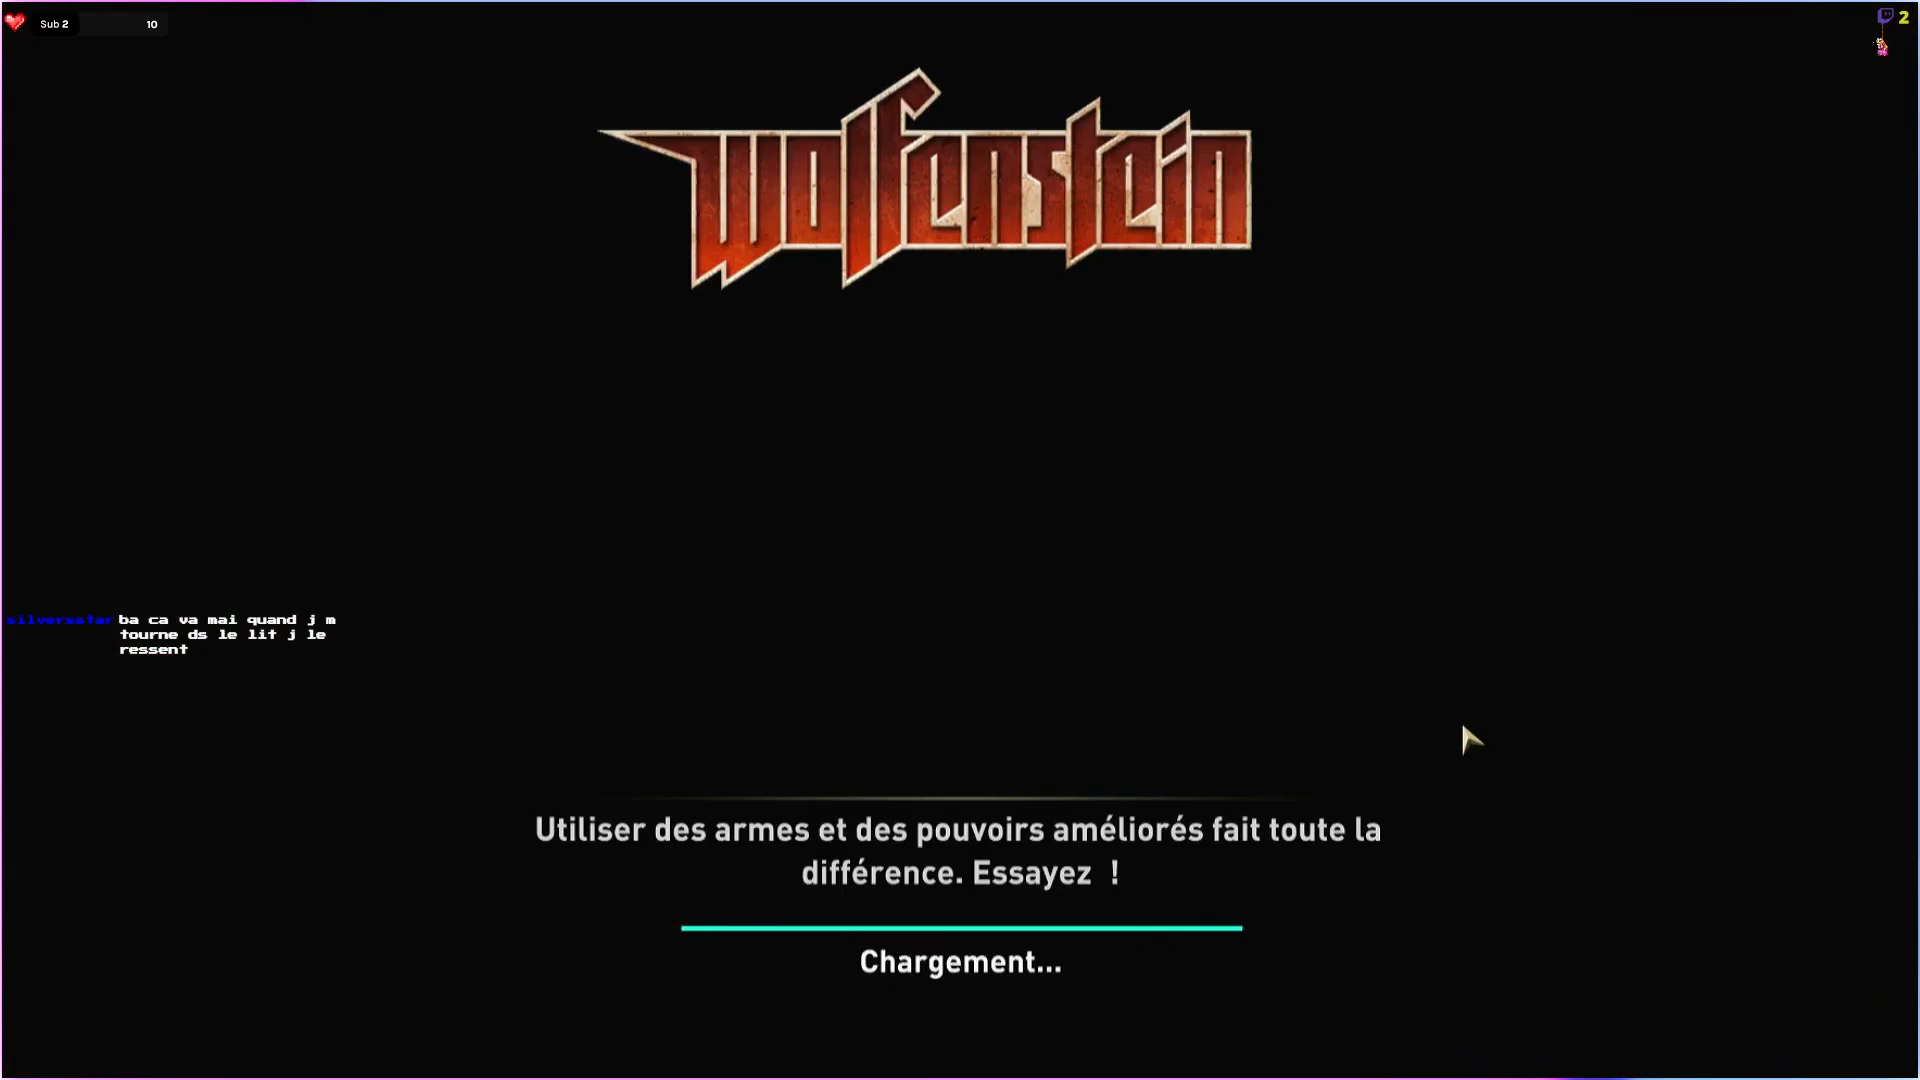 Sub 2
10
2
wolfenstein
silversstar ba ca va mai quand j m
tourne ds le lit j le
ressent
Utiliser des armes et des pouvoirs améliorés fait toute la
différence. Essayez !
Chargement...